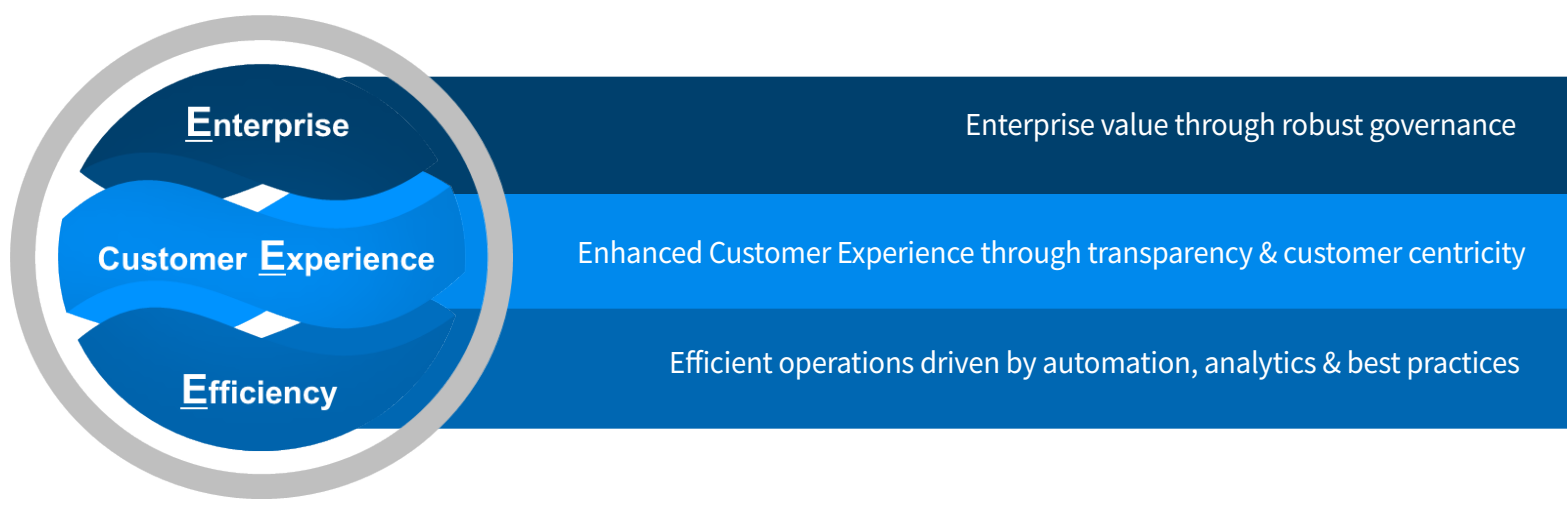 Enterprise
Enterprise value through robust governance
Customer Experience
Enhanced Customer Experience through transparency & customer centricity
Efficiency
Efficient operations driven by automation, analytics & best practices